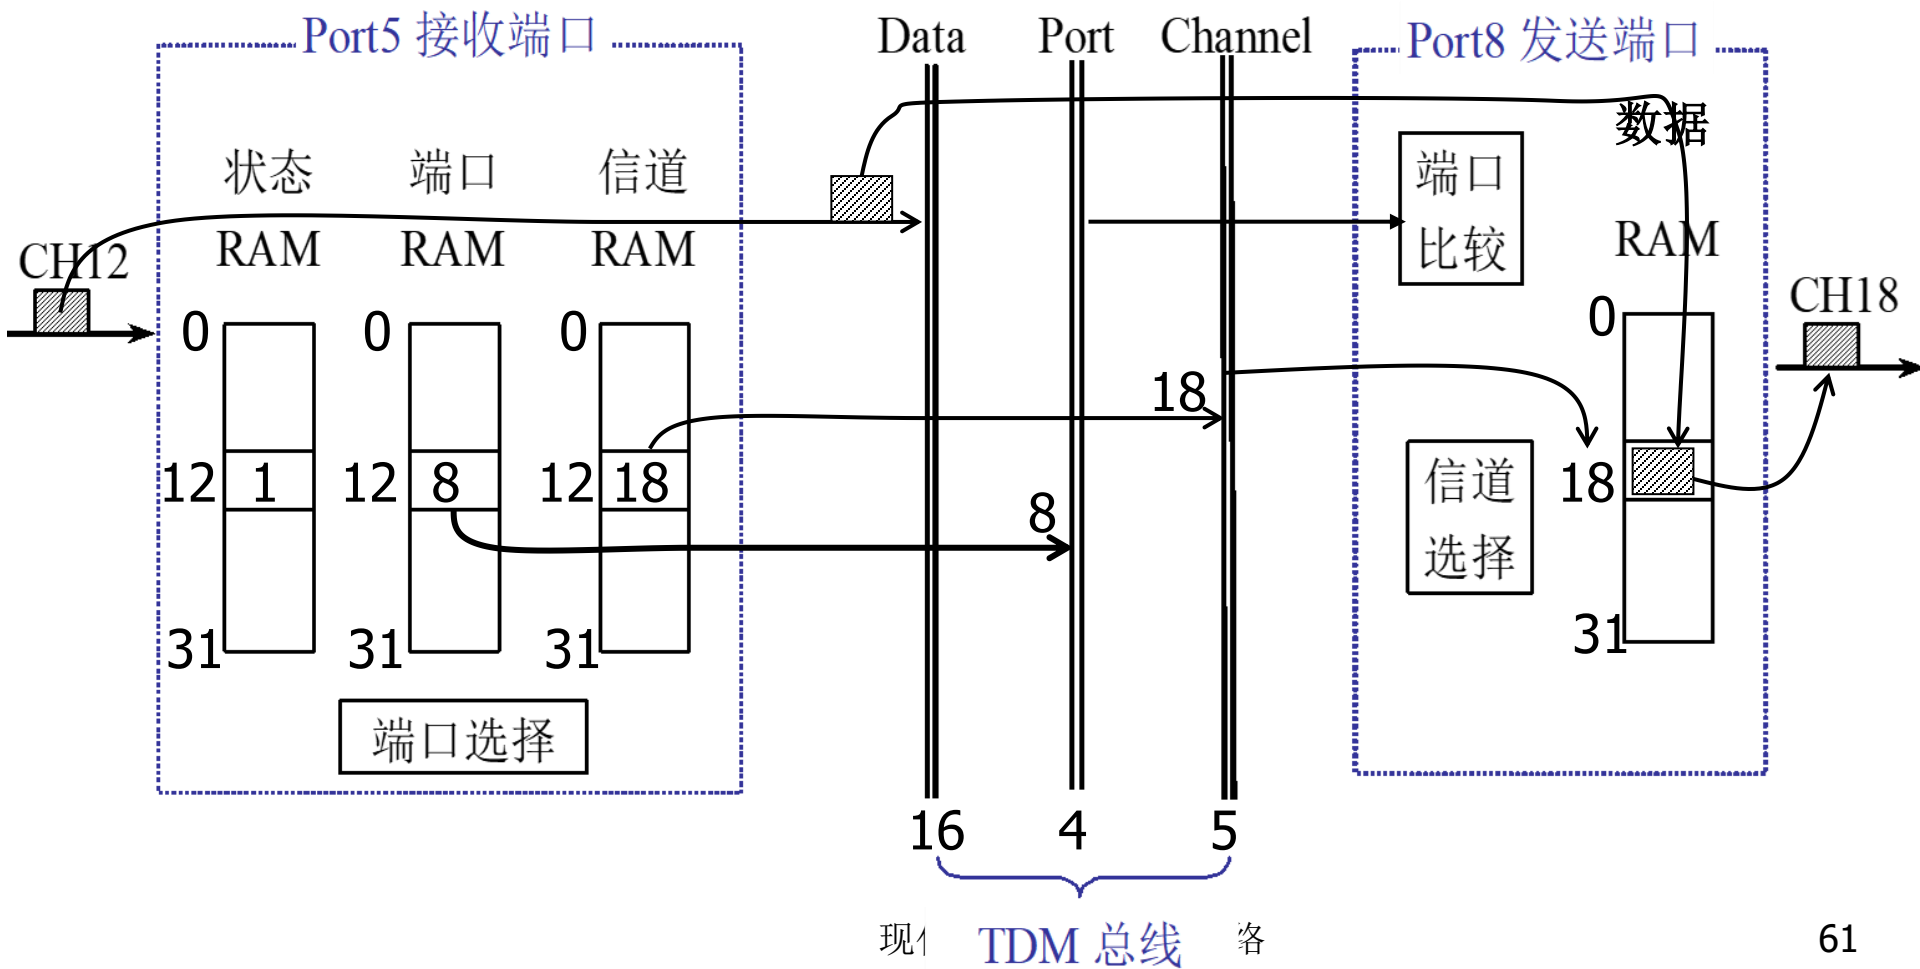 Port5 接收端口
Data
Port
Channel
Port8 发送端口
数据
状态
端口
信道
端口
比较
RAM
RAM
RAM
RAM
CH12
CH18
0
0
0
0
18
12
1
12
8
12
18
8
信道
选择
18
31
31
31
31
端口选择
16
4
5
TDM 总线
现
络
61